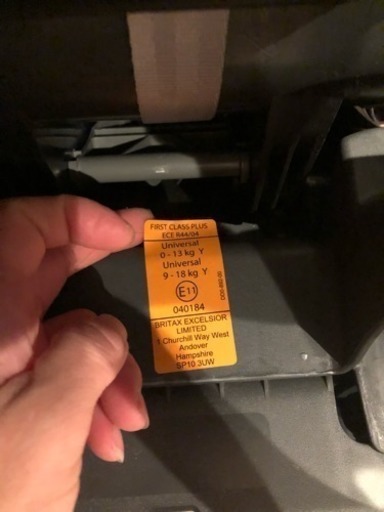 FIRST CLASS PLUS
ECE R44/04
Universal
0 - 13 kg Y
Universal
9 - 18 kg Y
E11
040184
BRITAX EXCELSIOR
LIMITED
1 Churchill Way West
Andover
Hampshire
SP10 3UW